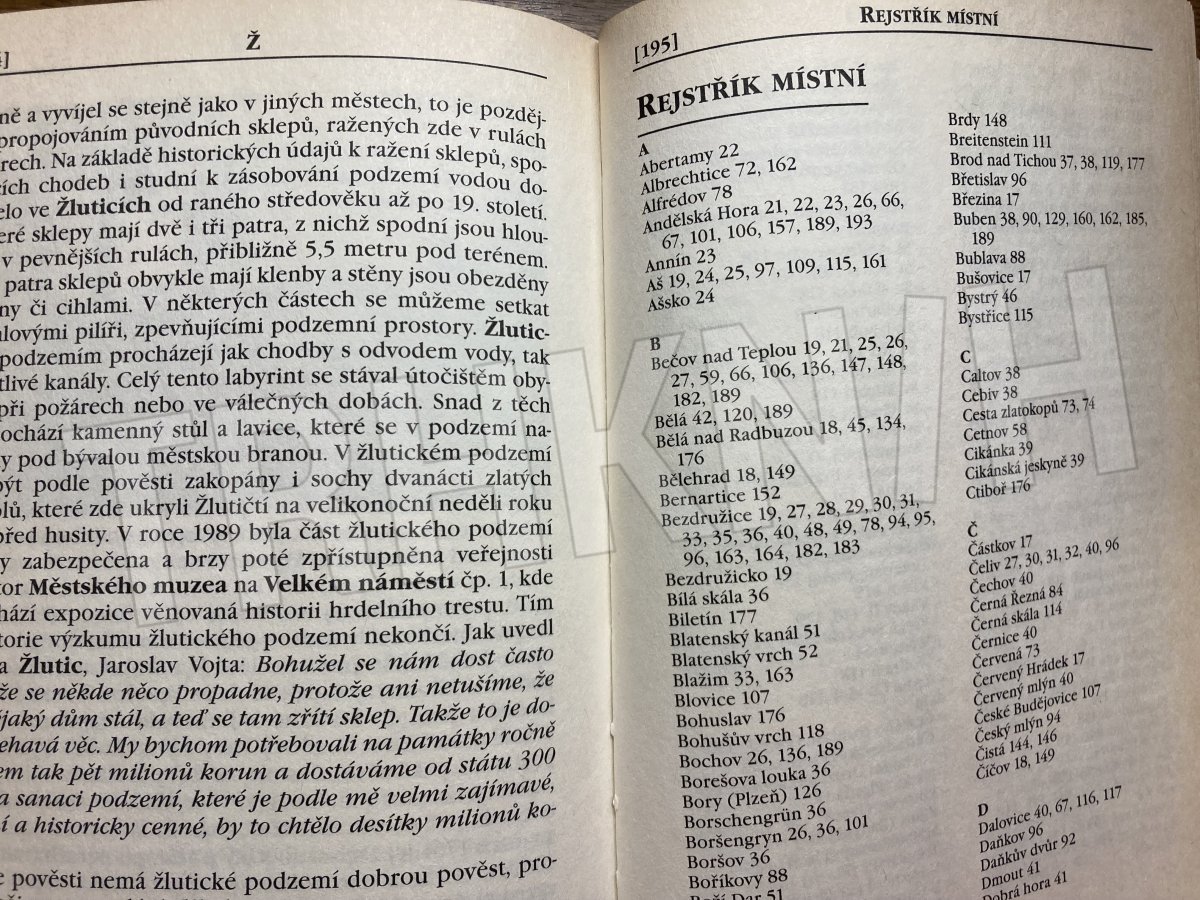 Ž
ně a vyvíjel se stejně jako v jiných městech, to je pozděj-
propojováním původních sklepů, ražených zde v rulách
rech. Na základě historických údajů k ražení sklepů, spo-
cích chodeb i studní k zásobování podzemí vodou do-
elo ve Žluticích od raného středověku až po 19. století.
eré sklepy mají dvě i tři patra, z nichž spodní jsou hlou-
v pevnějších rulách, přibližně 5,5 metru pod terénem.
patra sklepů obvykle mají klenby a stěny jsou obezděny
ny či cihlami. V některých částech se můžeme setkat
lovými pilíři, zpevňujícími podzemní prostory. Žlutic-
podzemím procházejí jak chodby s odvodem vody, tak
tlivé kanály. Celý tento labyrint se stával útočištěm oby-
při požárech nebo ve válečných dobách. Snad z těch
ochází kamenný stůl a lavice, které se v podzemí na-
y pod bývalou městskou branou. V žlutickém podzemí
být podle pověsti zakopány i sochy dvanácti zlatých
olů, které zde ukryli Žlutičtí na velikonoční neděli roku
před husity. V roce 1989 byla část žlutického podzemí
y zabezpečena a brzy poté zpřístupněna veřejnosti
tor Městského muzea na Velkém náměstí čp. 1, kde
chází expozice věnovaná historii hrdelního trestu. Tím
torie výzkumu žlutického podzemí nekončí. Jak uvedl
a Žlutic, Jaroslav Vojta: Bohužel se nám dost často
že se někde něco propadne, protože ani netušíme, že
ějaký dům stál, a teď se tam zřítí sklep. Takže to je do-
ehavá věc. My bychom potřebovali na památky ročně
em tak pět milionů korun a dostáváme od státu 300
a sanaci podzemí, které je podle mě velmi zajímavé,
í a historicky cenné, by to chtělo desítky milionů ko-
e pověsti nemá žlutické podzemí dobrou pověst, pro-
REJSTŘÍK MÍSTNÍ
[195]
REJSTŘÍK MÍSTNÍ
A
Abertamy 22
Albrechtice 72, 162
Alfrédov 78
Andělská Hora 21, 22, 23, 26, 66,
67, 101, 106, 157, 189, 193
Annín 23
Aš 19, 24, 25, 97, 109, 115, 161
Ašsko 24
B
Bečov nad Teplou 19, 21, 25, 26,
27, 59, 66, 106, 136, 147, 148,
182, 189
Bělá 42, 120, 189
Bělá nad Radbuzou 18, 45, 134,
176
Bělehrad 18, 149
Bernartice 152
Bezdružice 19, 27, 28, 29, 30, 31,
33, 35, 36, 40, 48, 49, 78, 94, 95,
96, 163, 164, 182, 183
Bezdružicko 19
Bílá skála 36
Biletín 177
Blatenský kanál 51
Blatenský vrch 52
Blažim 33, 163
Blovice 107
Bohuslav 176
Bohušův vrch 118
Bochov 26, 136, 189
Borešova louka 36
Bory (Plzeň) 126
Borschengrün 36
Boršengryn 26, 36, 101
Boršov 36
Boříkovy 88
Boží Dar 51
Brdy 148
Breitenstein 111
Brod nad Tichou 37, 38, 119, 177
Břetislav 96
Březina 17
Buben 38, 90, 129, 160, 162, 185,
189
Bublava 88
Bušovice 17
Bystrý 46
Bystřice 115
C
Caltov 38
Cebiv 38
Cesta zlatokopů 73, 74
Cetnov 58
Cikánka 39
Cikánská jeskyně 39
Ctiboř 176
Č
Částkov 17
Čeliv 27, 30, 31, 32, 40, 96
Čechov 40
Černá Řezná 84
Černá skála 114
Černice 40
Červená 73
Červený Hrádek 17
Červený mlýn 40
České Budějovice 107
Český mlýn 94
Čistá 144, 146
Číčov 18, 149
D
Dalovice 40, 67, 116, 117
Daňkov 96
Daňkův dvůr 92
Dmout 41
Dobrá hora 41